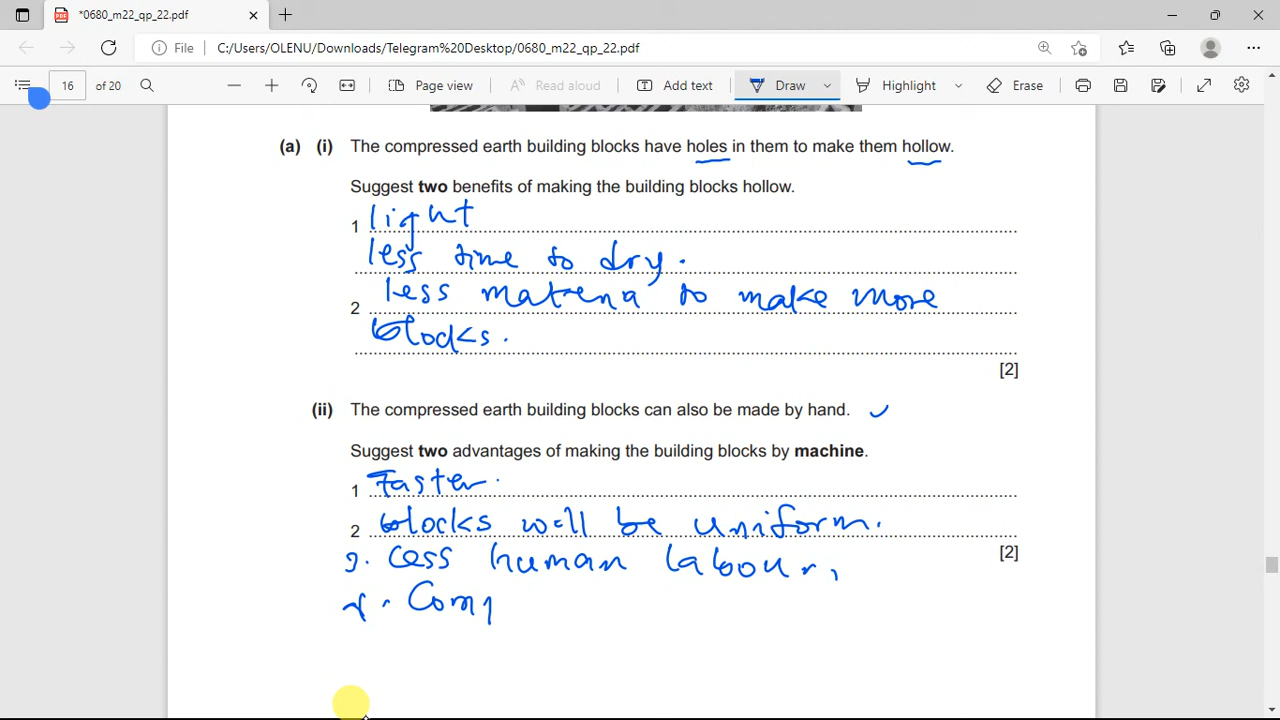 *0680_m22_qp_22.pdf
File C:/Users/OLENU/Downloads/Telegram%20Desktop/0680_m22_qp_22.pdf
16 of 20 Page view Read aloud Add text Draw Highlight Erase
(a) (i) The compressed earth building blocks have holes in them to make them hollow.
Suggest two benefits of making the building blocks hollow.
1 light
less time to dry.
2 less materia to make more
blocks.
[2]
(ii) The compressed earth building blocks can also be made by hand.
Suggest two advantages of making the building blocks by machine.
1 Faster.
2 blocks will be uniform.
[2]
3. Less human labour,
4. Comp